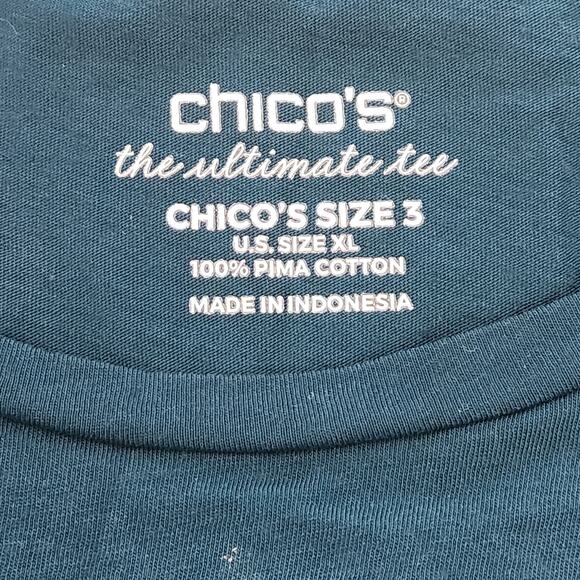 chico's®
the ultimate tee
CHICO'S SIZE 3
U.S. SIZE XL
100% PIMA COTTON
MADE IN INDONESIA